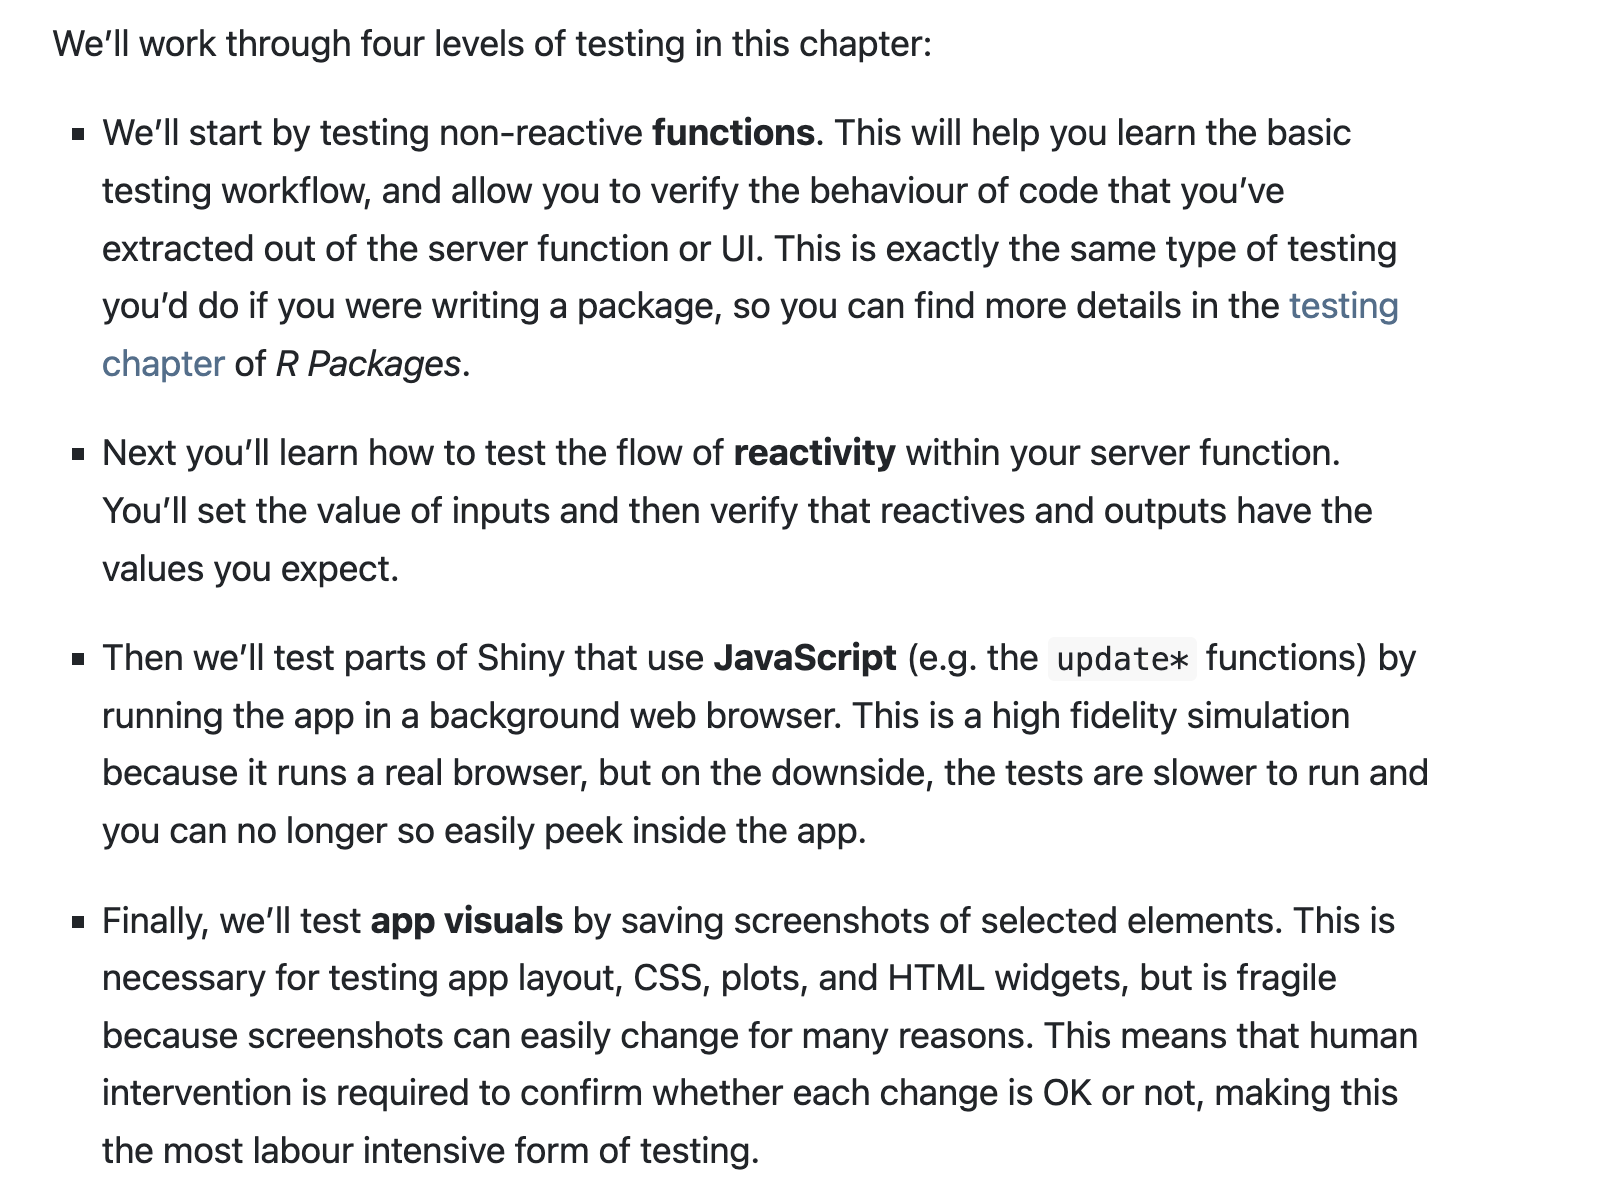 We’ll work through four levels of testing in this chapter:
▪ We’ll start by testing non-reactive functions. This will help you learn the basic
testing workflow, and allow you to verify the behaviour of code that you’ve
extracted out of the server function or UI. This is exactly the same type of testing
you’d do if you were writing a package, so you can find more details in the testing
chapter of R Packages.
▪ Next you’ll learn how to test the flow of reactivity within your server function.
You’ll set the value of inputs and then verify that reactives and outputs have the
values you expect.
▪ Then we’ll test parts of Shiny that use JavaScript (e.g. the update* functions) by
running the app in a background web browser. This is a high fidelity simulation
because it runs a real browser, but on the downside, the tests are slower to run and
you can no longer so easily peek inside the app.
▪ Finally, we’ll test app visuals by saving screenshots of selected elements. This is
necessary for testing app layout, CSS, plots, and HTML widgets, but is fragile
because screenshots can easily change for many reasons. This means that human
intervention is required to confirm whether each change is OK or not, making this
the most labour intensive form of testing.